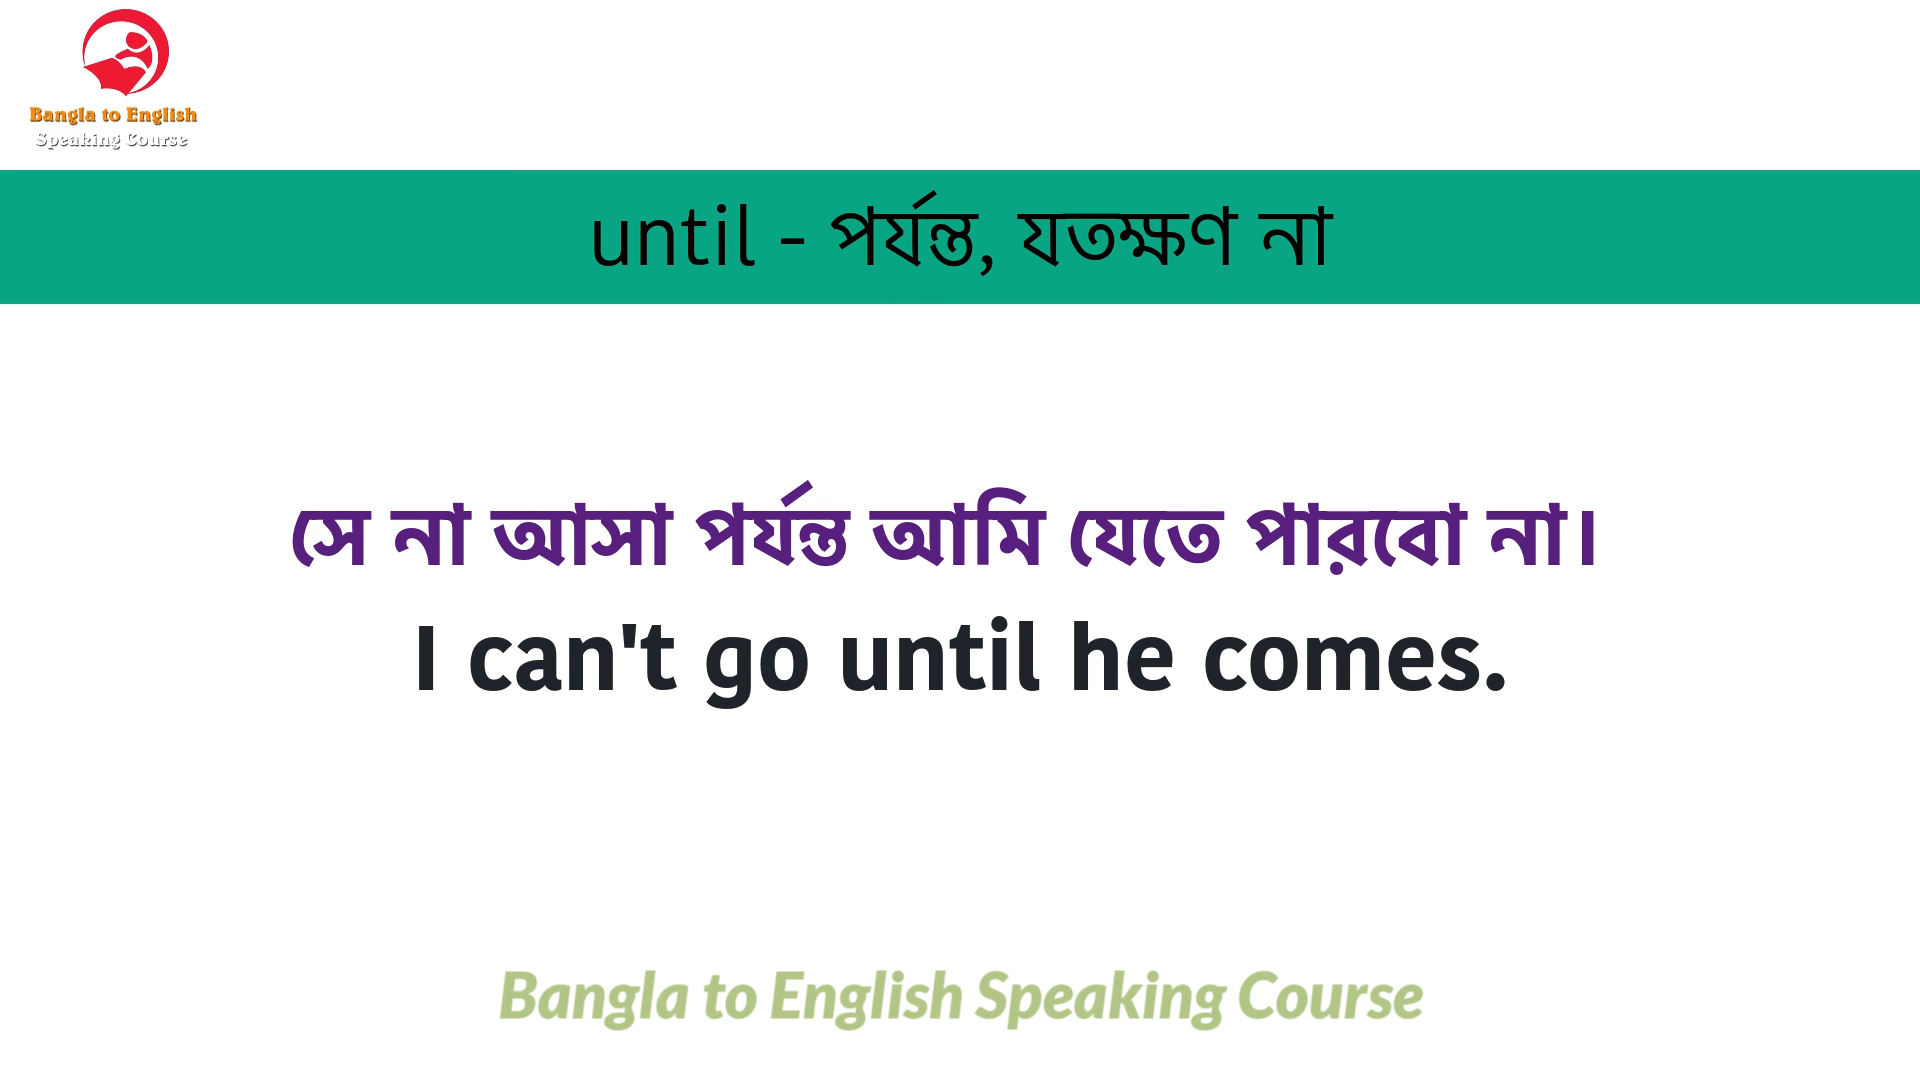 Bangla to English
Speaking Course
until - পর্যন্ত, যতক্ষণ না
সে না আসা পর্যন্ত আমি যেতে পারবো না।
I can't go until he comes.
Bangla to English Speaking Course